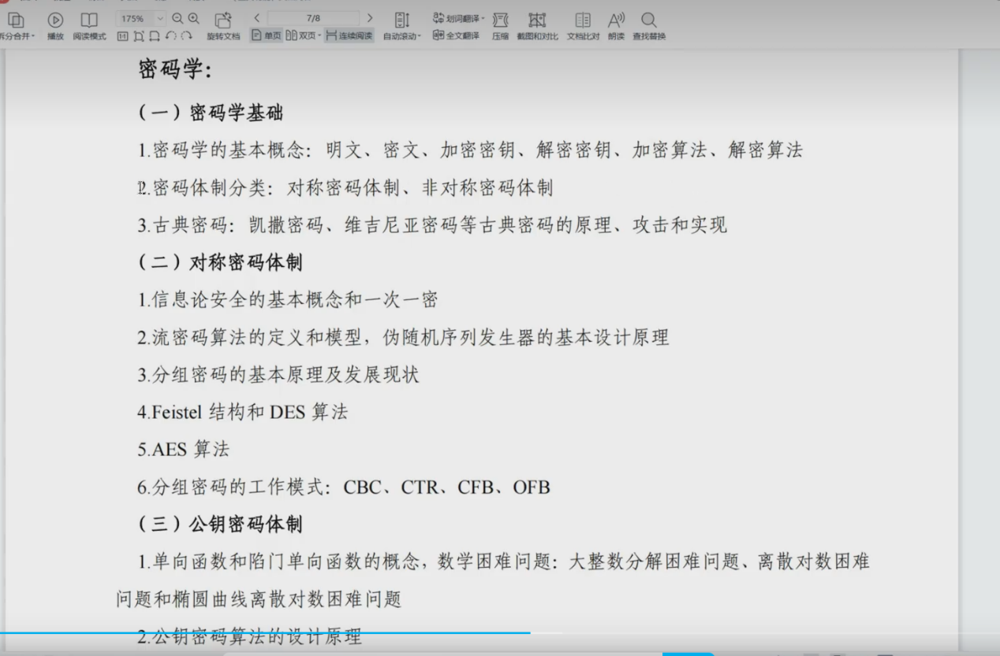 175%
7/8
划词翻译
拆分合并
播放
阅读模式
旋转文档
单页
双页
连续阅读
自动滚动
全文翻译
压缩
截图和对比
文档比对
朗读
查找替换
密码学：
（一）密码学基础
1.密码学的基本概念：明文、密文、加密密钥、解密密钥、加密算法、解密算法
2.密码体制分类：对称密码体制、非对称密码体制
3.古典密码：凯撒密码、维吉尼亚密码等古典密码的原理、攻击和实现
（二）对称密码体制
1.信息论安全的基本概念和一次一密
2.流密码算法的定义和模型，伪随机序列发生器的基本设计原理
3.分组密码的基本原理及发展现状
4.Feistel 结构和 DES 算法
5.AES 算法
6.分组密码的工作模式：CBC、CTR、CFB、OFB
（三）公钥密码体制
1.单向函数和陷门单向函数的概念，数学困难问题：大整数分解困难问题、离散对数困难
问题和椭圆曲线离散对数困难问题
2.公钥密码算法的设计原理